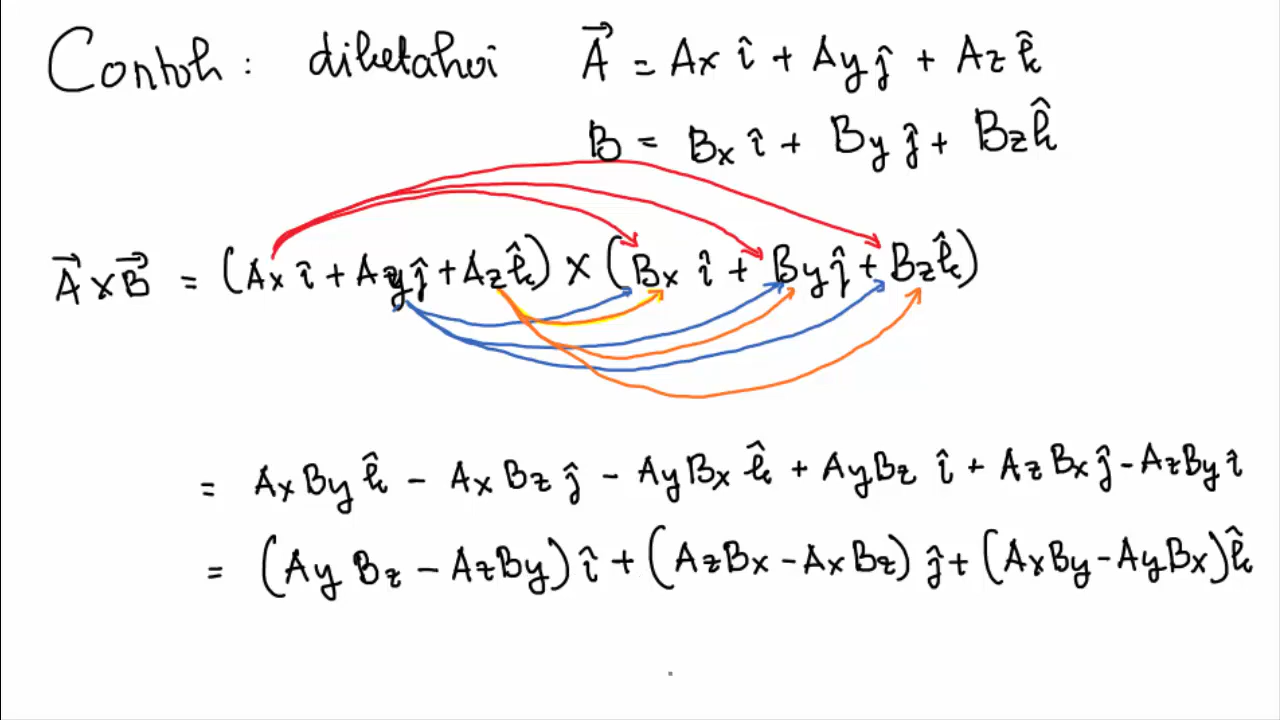 Contoh : diketahui A⃗ = Ax î + Ay ĵ + Az k̂
B = Bx î + By ĵ + Bz k̂
A⃗ x B⃗ = (Ax î + Ay ĵ + Az k̂) x (Bx î + By ĵ + Bz k̂)
= Ax By k̂ - Ax Bz ĵ - Ay Bx k̂ + Ay Bz î + Az Bx ĵ - Az By î
= (Ay Bz - Az By) î + (Az Bx - Ax Bz) ĵ + (Ax By - Ay Bx) k̂